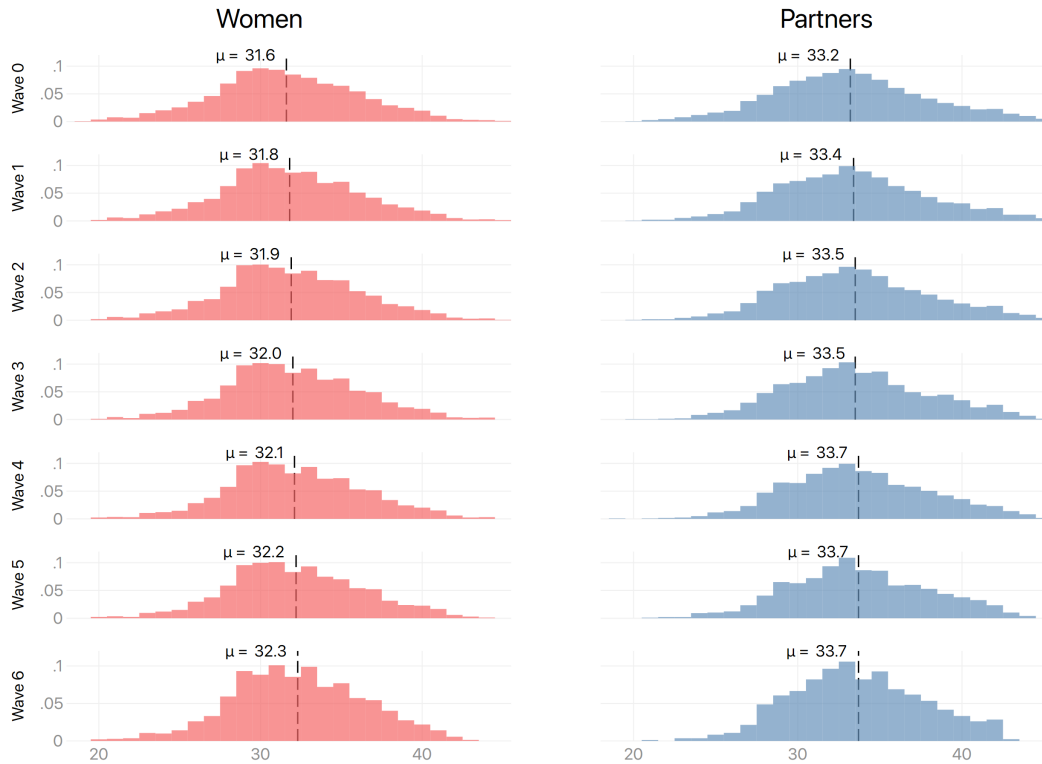 Women Partners
Wave 0 .1 .05 0 μ = 31.6 μ = 33.2
Wave 1 .1 .05 0 μ = 31.8 μ = 33.4
Wave 2 .1 .05 0 μ = 31.9 μ = 33.5
Wave 3 .1 .05 0 μ = 32.0 μ = 33.5
Wave 4 .1 .05 0 μ = 32.1 μ = 33.7
Wave 5 .1 .05 0 μ = 32.2 μ = 33.7
Wave 6 .1 .05 0 μ = 32.3 μ = 33.7
20 30 40 20 30 40